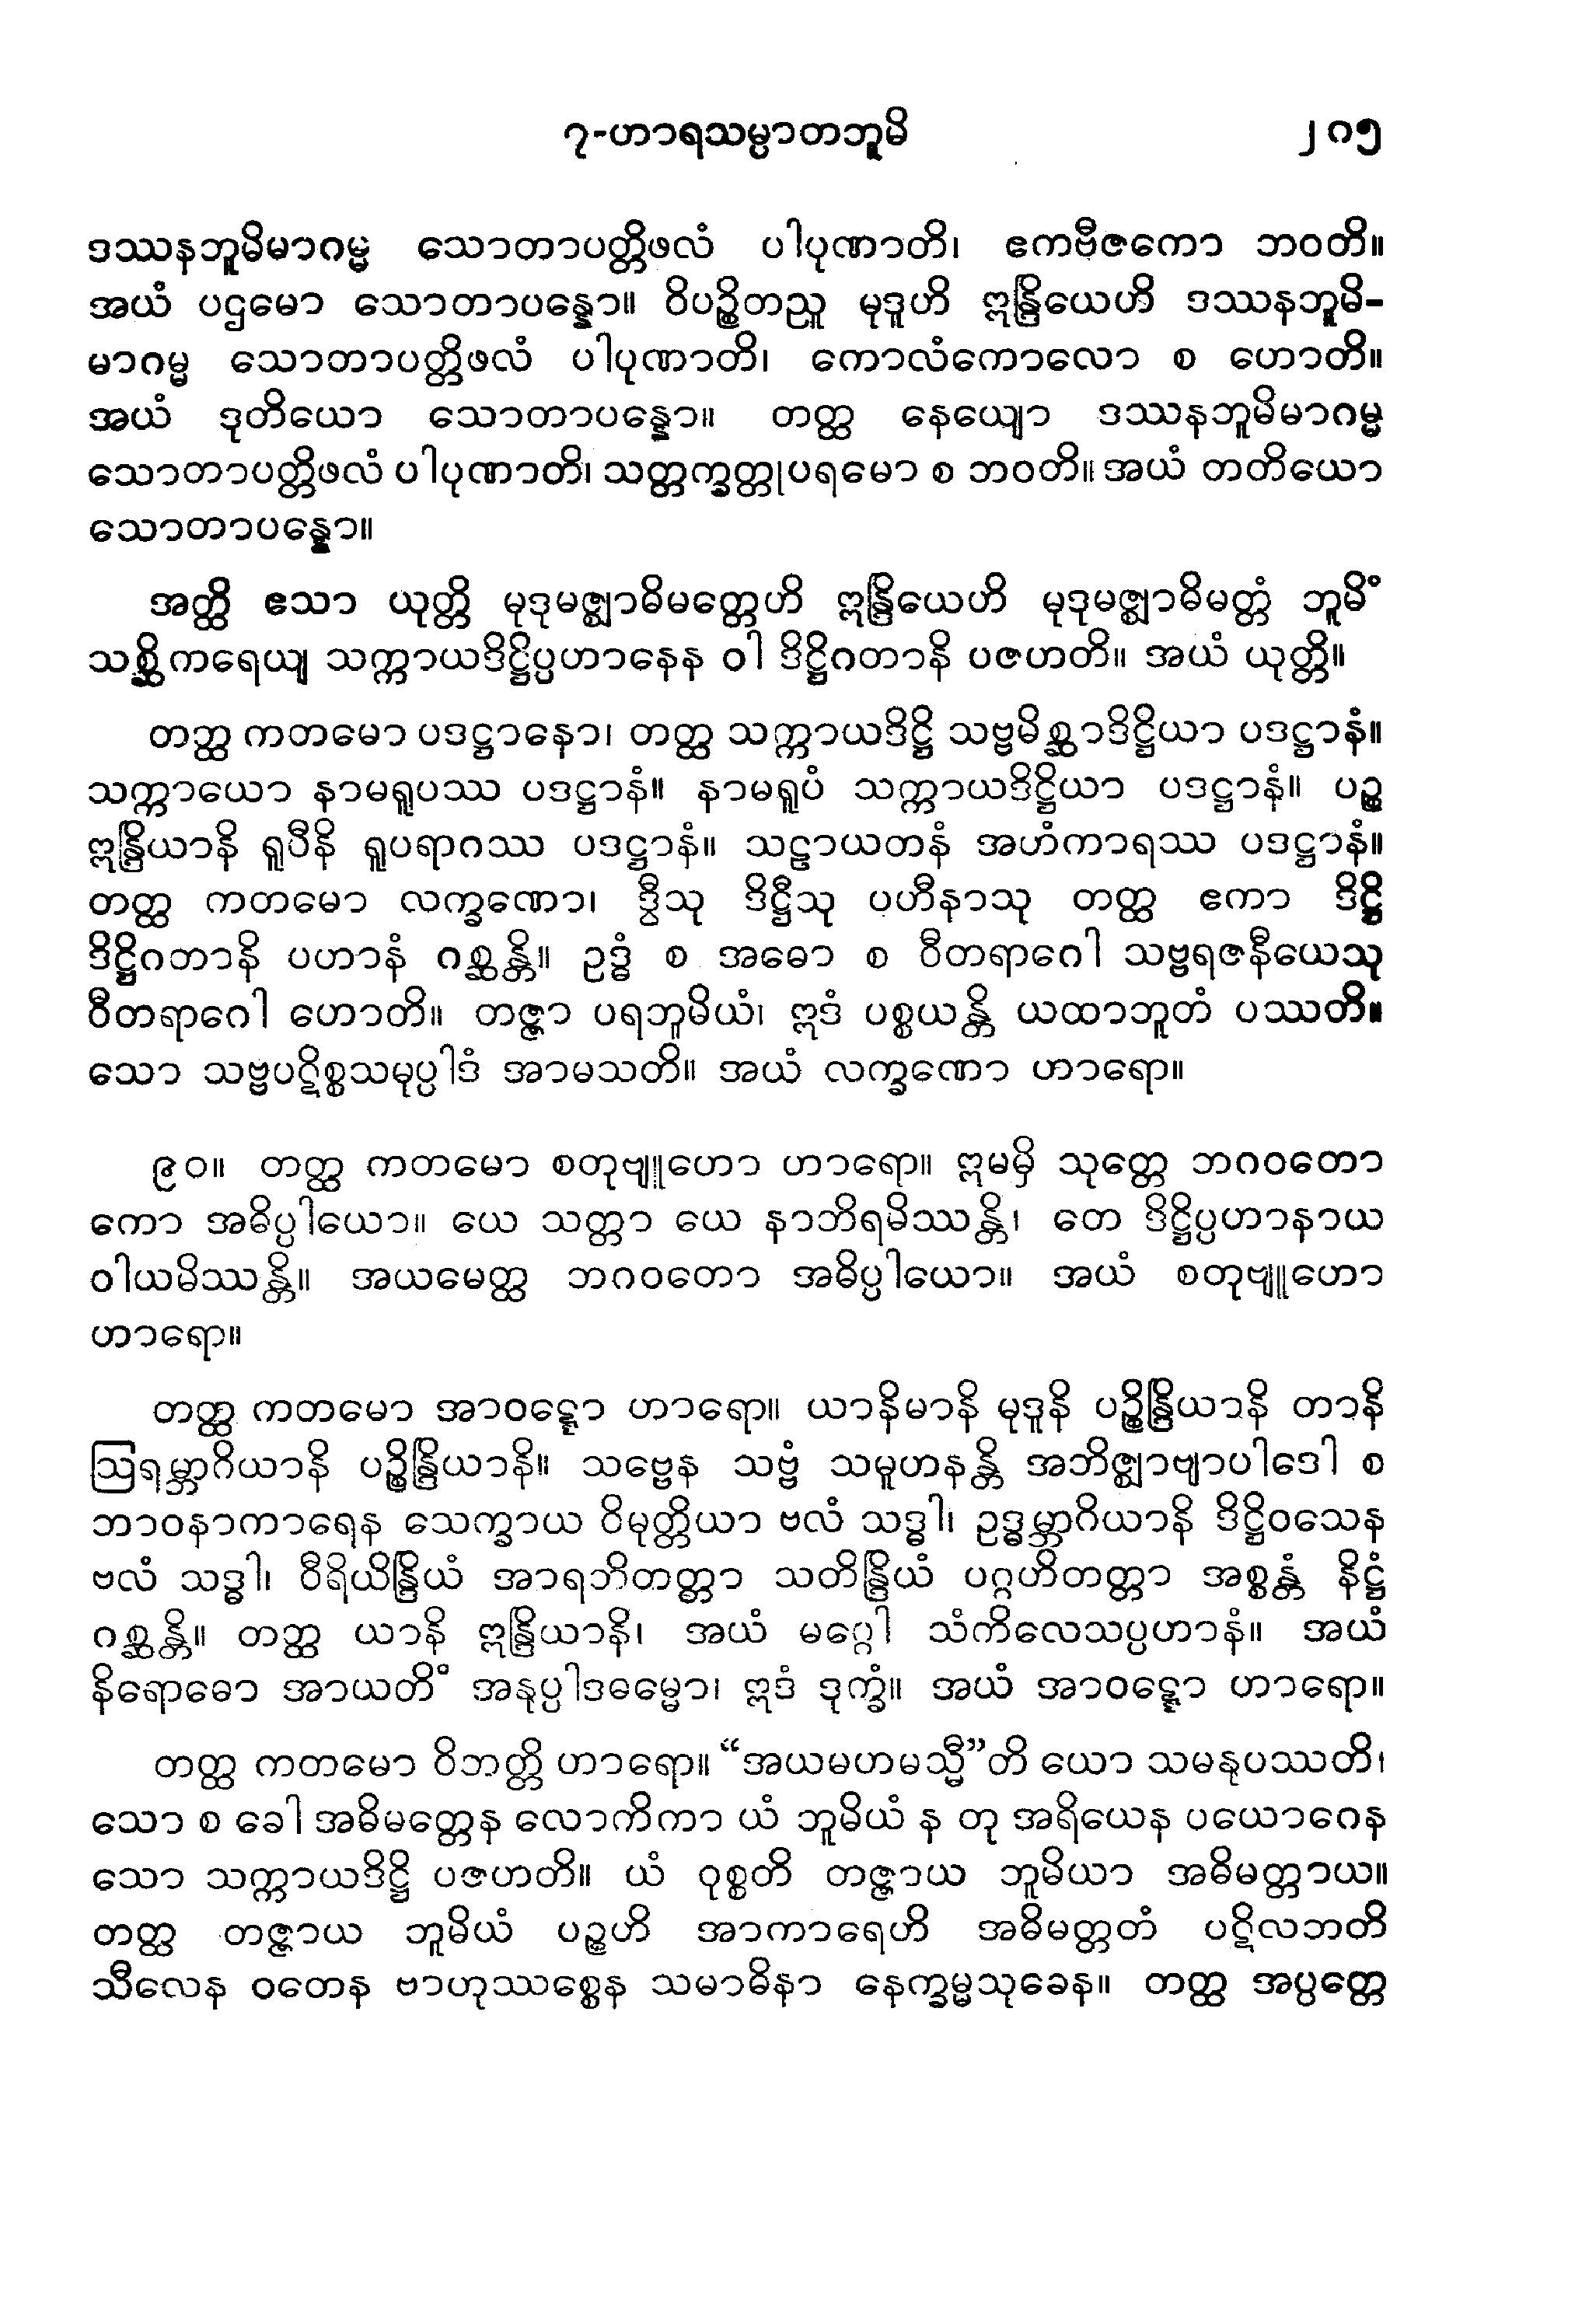 ၇-ဟာရသမ္ပာတဘူမိ ၂၈၅
ဒဿနဘူမိမာဂမ္မ သောတာပတ္တိဖလံ ပါပုဏာတိ၊ ဧကဗီဇကော ဘဝတိ။
အယံ ပဌမော သောတာပန္နော။ ဝိပဉ္စိတညူ မုဒူဟိ ဣန္ဒြိယေဟိ ဒဿနဘူမိ-
မာဂမ္မ သောတာပတ္တိဖလံ ပါပုဏာတိ၊ ကောလံကောလော စ ဟောတိ။
အယံ ဒုတိယော သောတာပန္နော။ တတ္ထ နေယျော ဒဿနဘူမိမာဂမ္မ
သောတာပတ္တိဖလံ ပါပုဏာတိ၊ သတ္တက္ခတ္တုပရမော စ ဘဝတိ။ အယံ တတိယော
သောတာပန္နော။
အတ္ထိ ဧသာ ယုတ္တိ မုဒုမဇ္ဈာဓိမတ္တေဟိ ဣန္ဒြိယေဟိ မုဒုမဇ္ဈာဓိမတ္တံ ဘူမိံ
သစ္ဆိကရေယျ သက္ကာယဒိဋ္ဌိပ္ပဟာနေန ဝါ ဒိဋ္ဌိဂတာနိ ပဇဟတိ။ အယံ ယုတ္တိ။
တတ္ထ ကတမော ပဒဋ္ဌာနော၊ တတ္ထ သက္ကာယဒိဋ္ဌိ သဗ္ဗမိစ္ဆာဒိဋ္ဌိယာ ပဒဋ္ဌာနံ။
သက္ကာယော နာမရူပဿ ပဒဋ္ဌာနံ။ နာမရူပံ သက္ကာယဒိဋ္ဌိယာ ပဒဋ္ဌာနံ။ ပဉ္စ
ဣန္ဒြိယာနိ ရူပီနိ ရူပရာဂဿ ပဒဋ္ဌာနံ။ သဠာယတနံ အဟံကာရဿ ပဒဋ္ဌာနံ။
တတ္ထ ကတမော လက္ခဏော၊ ဒွီသု ဒိဋ္ဌီသု ပဟီနာသု တတ္ထ ဧကာ ဒိဋ္ဌိ
ဒိဋ္ဌိဂတာနိ ပဟာနံ ဂစ္ဆန္တိ။ ဥဒ္ဓံ စ အဓော စ ဝီတရာဂေါ သဗ္ဗရဇနီယေသု
ဝီတရာဂေါ ဟောတိ။ တဇ္ဇာ ပရဘူမိယံ၊ ဣဒံ ပစ္စယန္တိ ယထာဘူတံ ပဿတိ။
သော သဗ္ဗပဋိစ္စသမုပ္ပါဒံ အာမသတိ။ အယံ လက္ခဏော ဟာရော။
၉၀။ တတ္ထ ကတမော စတုဗျူဟော ဟာရော။ ဣမမှိ သုတ္တေ ဘဂဝတော
ကော အဓိပ္ပါယော။ ယေ သတ္တာ ယေ နာဘိရမိဿန္တိ၊ တေ ဒိဋ္ဌိပ္ပဟာနာယ
ဝါယမိဿန္တိ။ အယမေတ္ထ ဘဂဝတော အဓိပ္ပါယော။ အယံ စတုဗျူဟော
ဟာရော။
တတ္ထ ကတမော အာဝဋ္ဋော ဟာရော။ ယာနိမာနိ မုဒူနိ ပဉ္စိန္ဒြိယာနိ တာနိ
ဩရမ္ဘာဂိယာနိ ပဉ္စိန္ဒြိယာနိ။ သဗ္ဗေန သဗ္ဗံ သမူဟနန္တိ အဘိဇ္ဈာဗျာပါဒေါ စ
ဘာဝနာကာရေန သေက္ခာယ ဝိမုတ္တိယာ ဗလံ သဒ္ဓါ၊ ဥဒ္ဓမ္ဘာဂိယာနိ ဒိဋ္ဌိဝသေန
ဗလံ သဒ္ဓါ၊ ဝီရိယိန္ဒြိယံ အာရဘိတတ္တာ သတိန္ဒြိယံ ပဂ္ဂဟိတတ္တာ အစ္စန္တံ နိဋ္ဌံ
ဂစ္ဆန္တိ။ တတ္ထ ယာနိ ဣန္ဒြိယာနိ၊ အယံ မဂ္ဂေါ သံကိလေသပ္ပဟာနံ။ အယံ
နိရောဓော အာယတိံ အနုပ္ပါဒဓမ္မော၊ ဣဒံ ဒုက္ခံ။ အယံ အာဝဋ္ဋော ဟာရော။
တတ္ထ ကတမော ဝိဘတ္တိ ဟာရော။ “အယမဟမသ္မီ”တိ ယော သမနုပဿတိ၊
သော စ ခေါ အဓိမတ္တေန လောကိကာ ယံ ဘူမိယံ န တု အရိယေန ပယောဂေန
သော သက္ကာယဒိဋ္ဌိ ပဇဟတိ။ ယံ ဝုစ္စတိ တဇ္ဇာယ ဘူမိယာ အဓိမတ္တာယ။
တတ္ထ တဇ္ဇာယ ဘူမိယံ ပဉ္စဟိ အာကာရေဟိ အဓိမတ္တတံ ပဋိလဘတိ
သီလေန ဝတေန ဗာဟုဿစ္စေန သမာဓိနာ နေက္ခမ္မသုခေန။ တတ္ထ အပ္ပတ္တေ